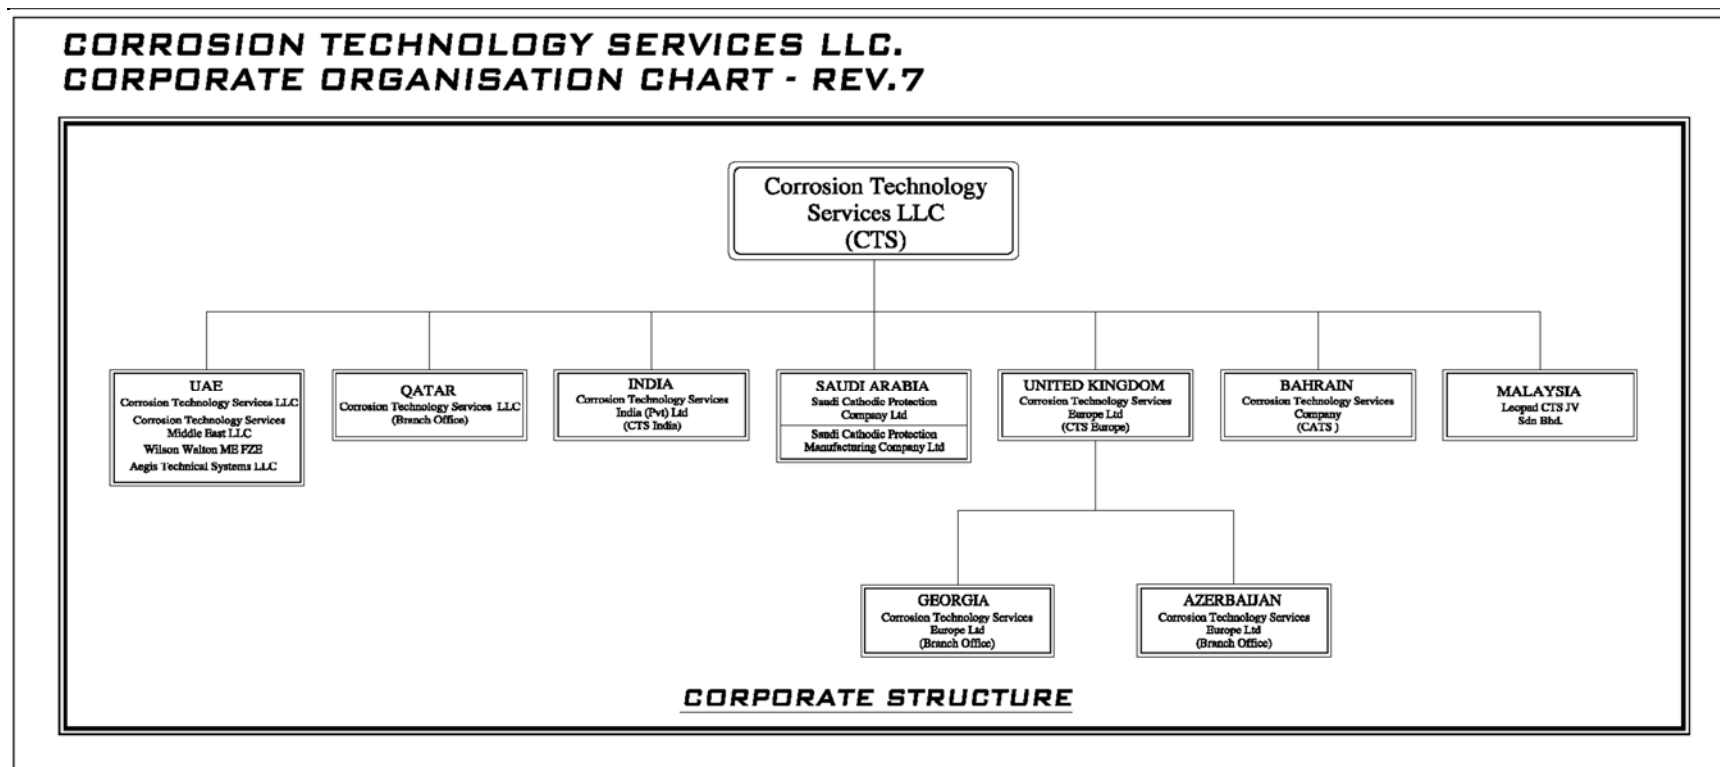 CORROSION TECHNOLOGY SERVICES LLC.
CORPORATE ORGANISATION CHART - REV.7
Corrosion Technology
Services LLC
(CTS)
UAE
Corrosion Technology Services LLC
Corrosion Technology Services
Middle East LLC
Wilson Walton ME FZE
Aegis Technical Systems LLC
QATAR
Corrosion Technology Services LLC
(Branch Office)
INDIA
Corrosion Technology Services
India (Pvt) Ltd
(CTS India)
SAUDI ARABIA
Saudi Cathodic Protection
Company Ltd
Saudi Cathodic Protection
Manufacturing Company Ltd
UNITED KINGDOM
Corrosion Technology Services
Europe Ltd
(CTS Europe)
BAHRAIN
Corrosion Technology Services
Company
(CATS )
MALAYSIA
Leopad CTS JV
Sdn Bhd.
GEORGIA
Corrosion Technology Services
Europe Ltd
(Branch Office)
AZERBAIJAN
Corrosion Technology Services
Europe Ltd
(Branch Office)
CORPORATE STRUCTURE